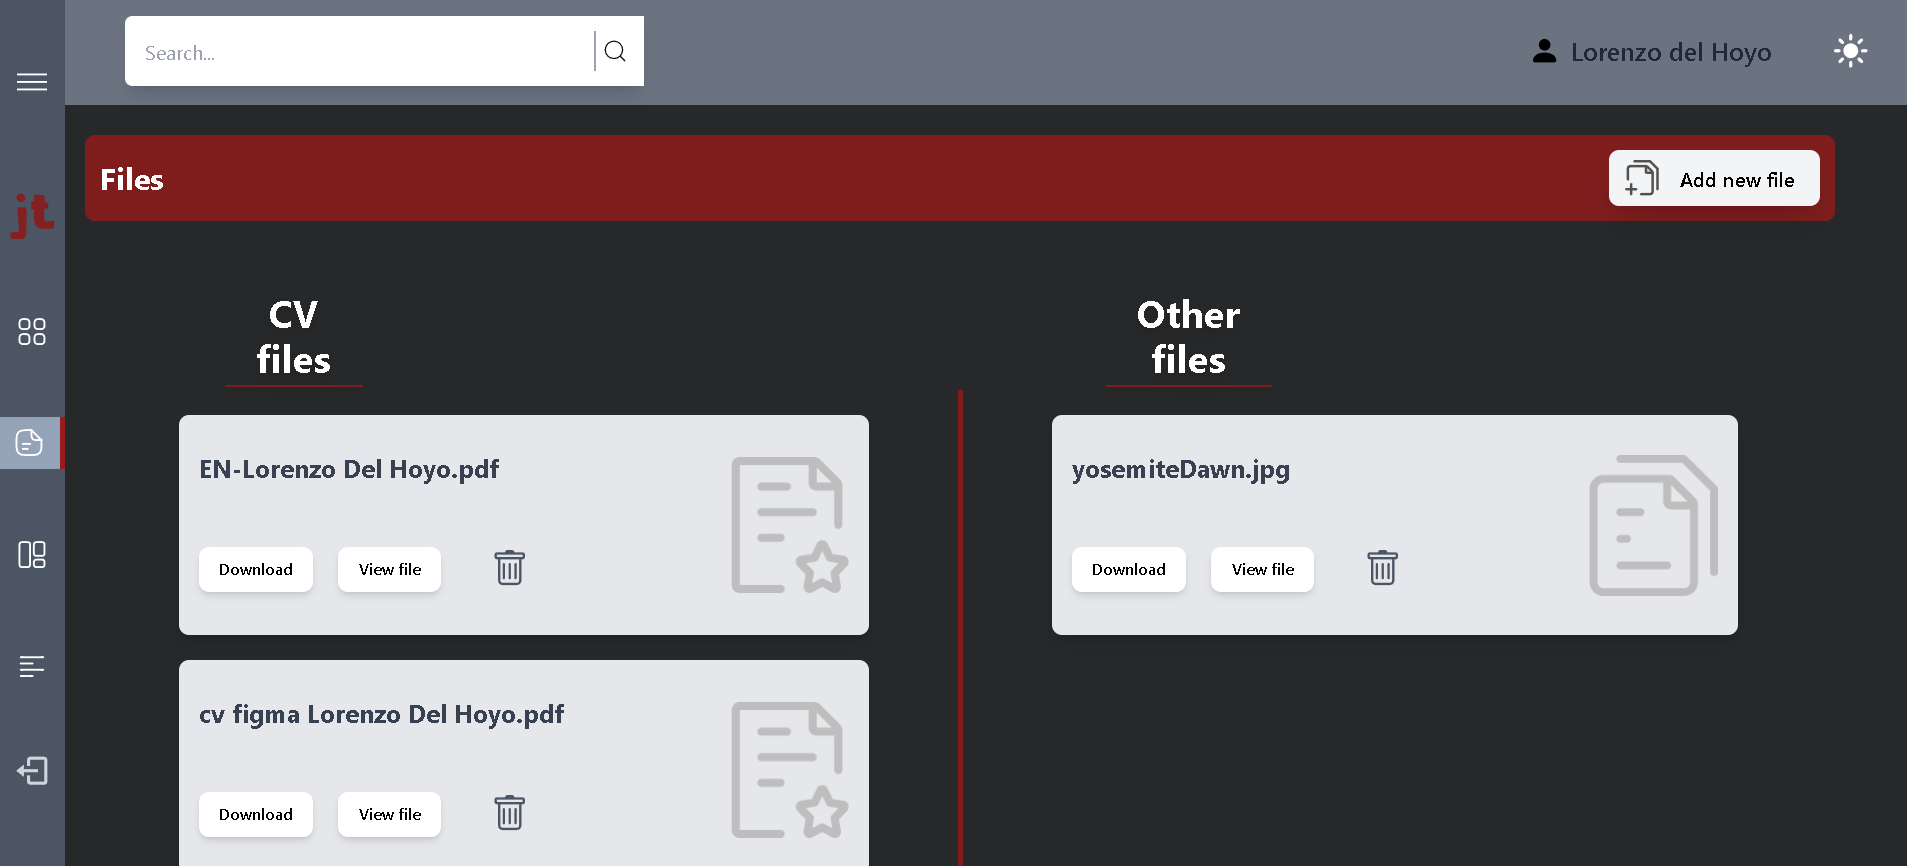 Search...
Lorenzo del Hoyo
jt
Files
Add new file
CV
files
EN-Lorenzo Del Hoyo.pdf
Download
View file
cv figma Lorenzo Del Hoyo.pdf
Download
View file
Other
files
yosemiteDawn.jpg
Download
View file